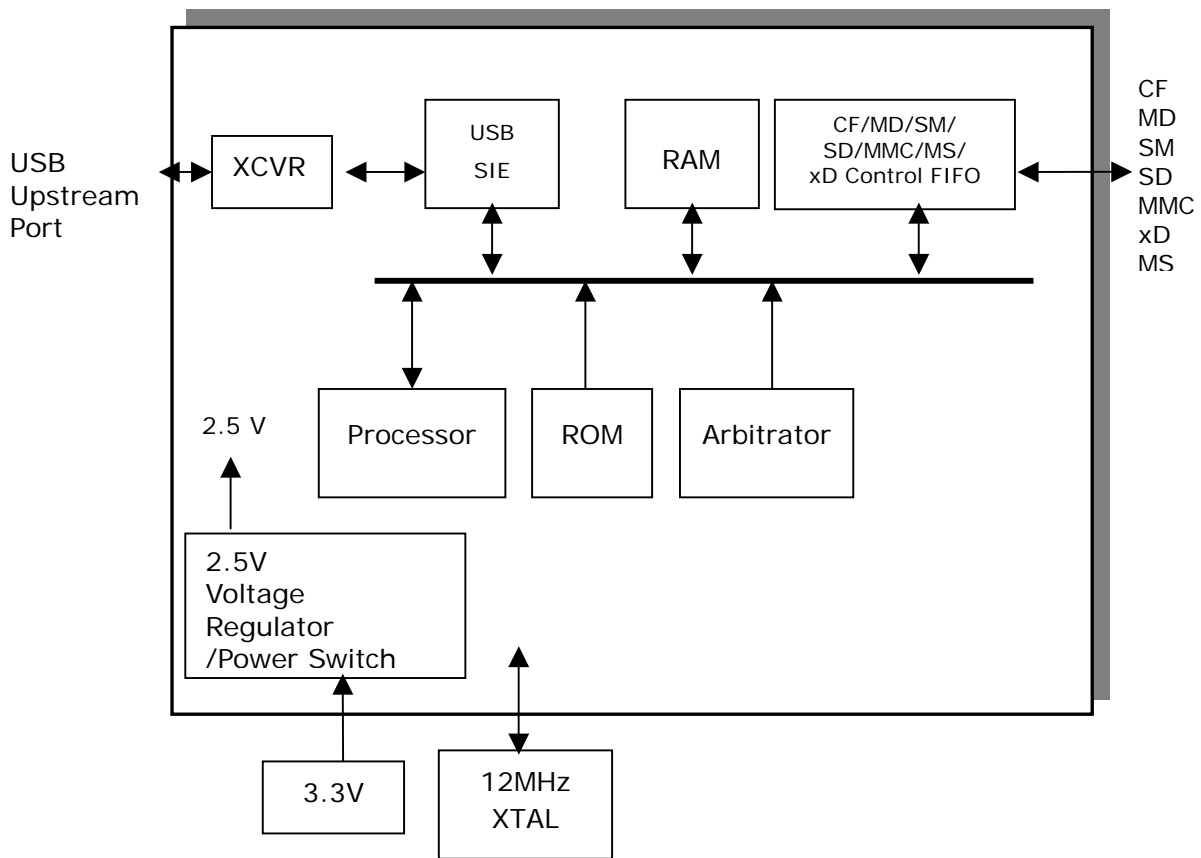 USB
Upstream
Port
XCVR
USB
SIE
RAM
CF/MD/SM/
SD/MMC/MS/
xD Control FIFO
CF
MD
SM
SD
MMC
xD
MS
Processor
ROM
Arbitrator
2.5 V
2.5V
Voltage
Regulator
/Power Switch
3.3V
12MHz
XTAL